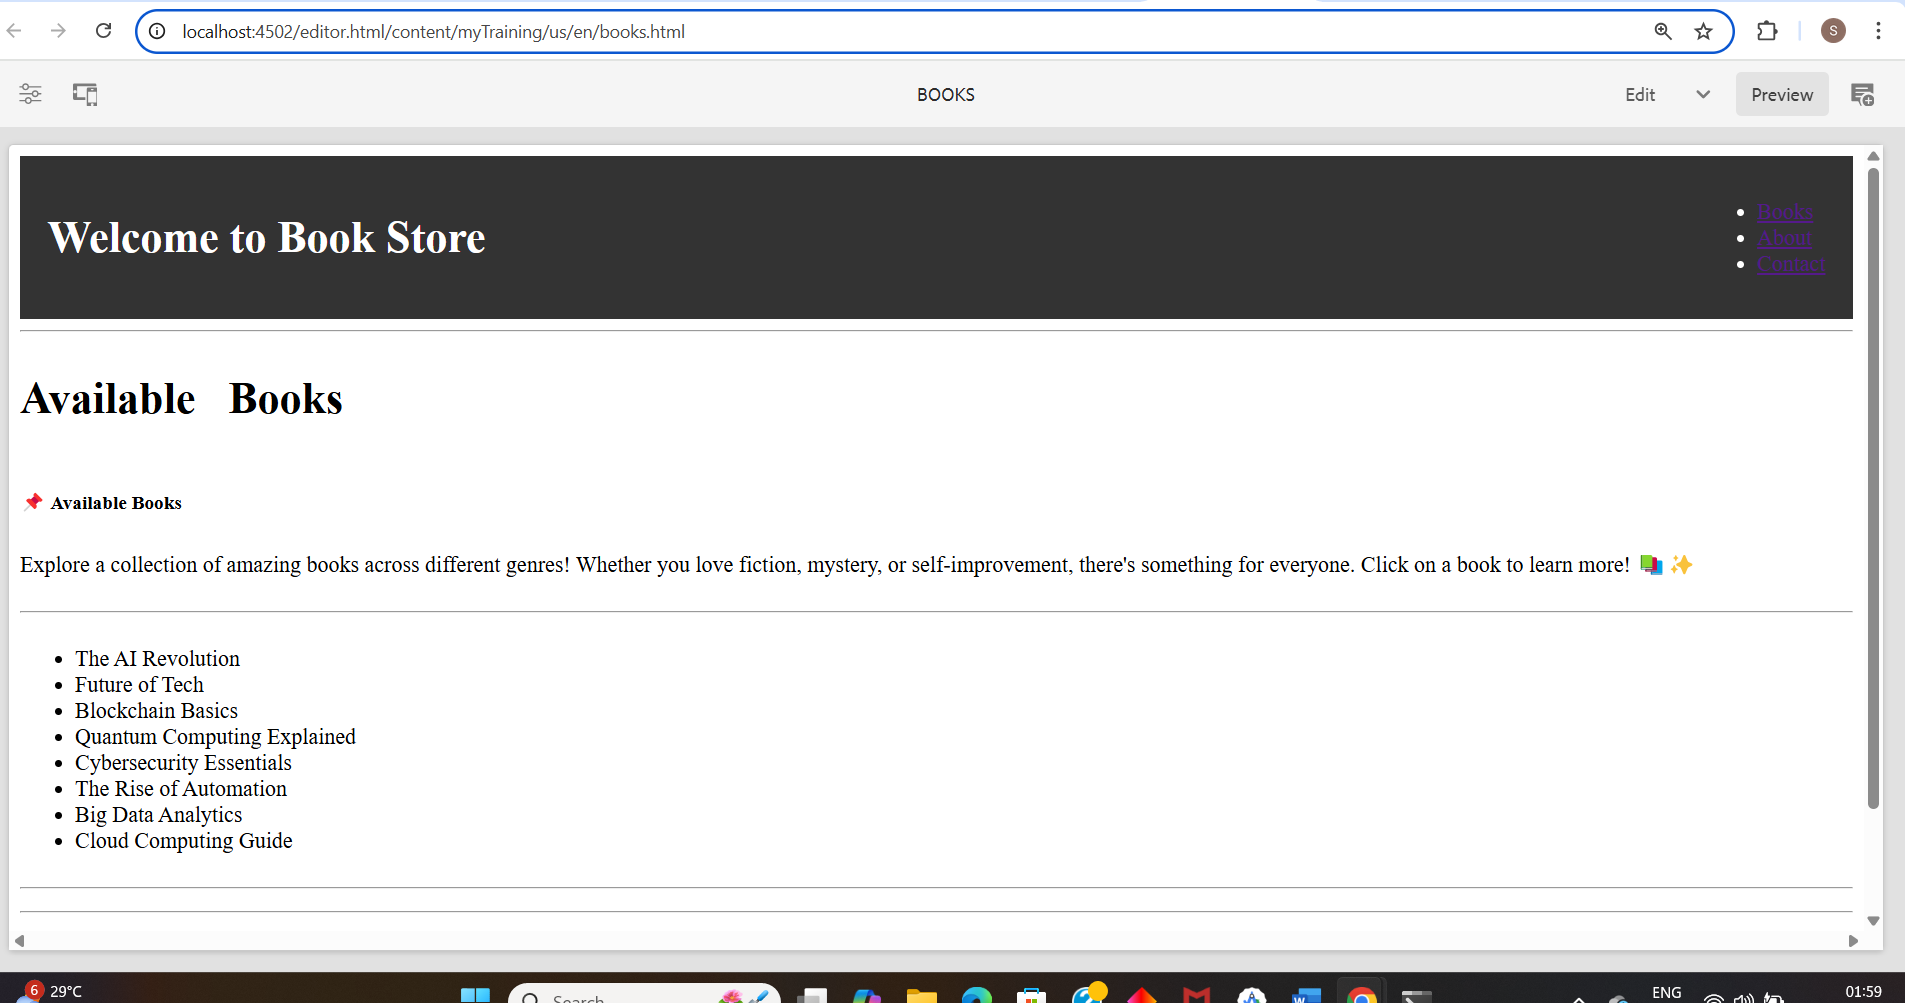 localhost:4502/editor.html/content/myTraining/us/en/books.html
S
BOOKS
Edit
Preview
Welcome to Book Store
Books
About
Contact
Available   Books
Available Books
Explore a collection of amazing books across different genres! Whether you love fiction, mystery, or self-improvement, there's something for everyone. Click on a book to learn more!
The AI Revolution
Future of Tech
Blockchain Basics
Quantum Computing Explained
Cybersecurity Essentials
The Rise of Automation
Big Data Analytics
Cloud Computing Guide
6
29°C
Search
ENG
01:59